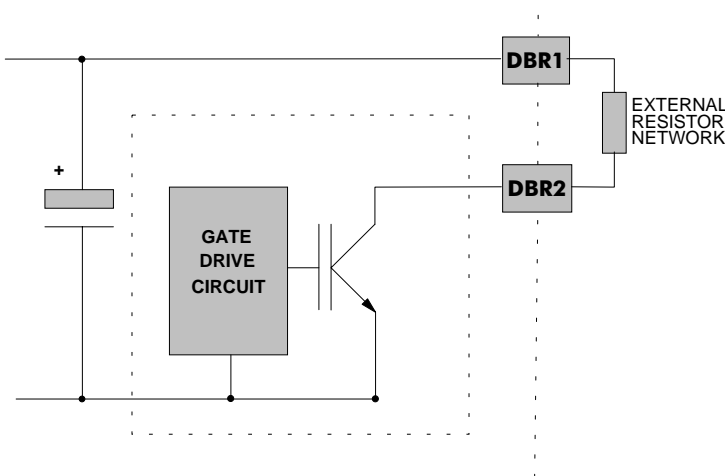 DBR1
EXTERNAL
RESISTOR
NETWORK
+
DBR2
GATE
DRIVE
CIRCUIT